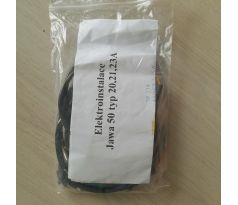 Elektroinstalace
Jawa 50 typ 20,21,23A